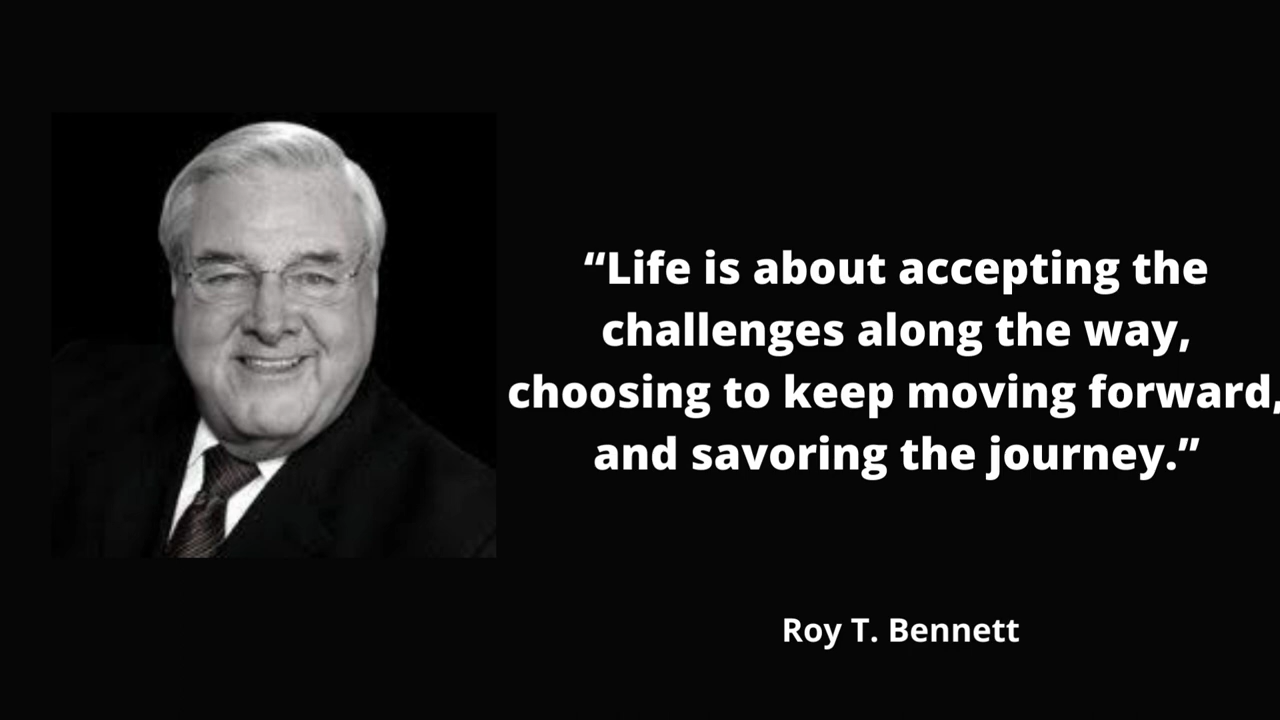 “Life is about accepting the
challenges along the way,
choosing to keep moving forward,
and savoring the journey.”
Roy T. Bennett